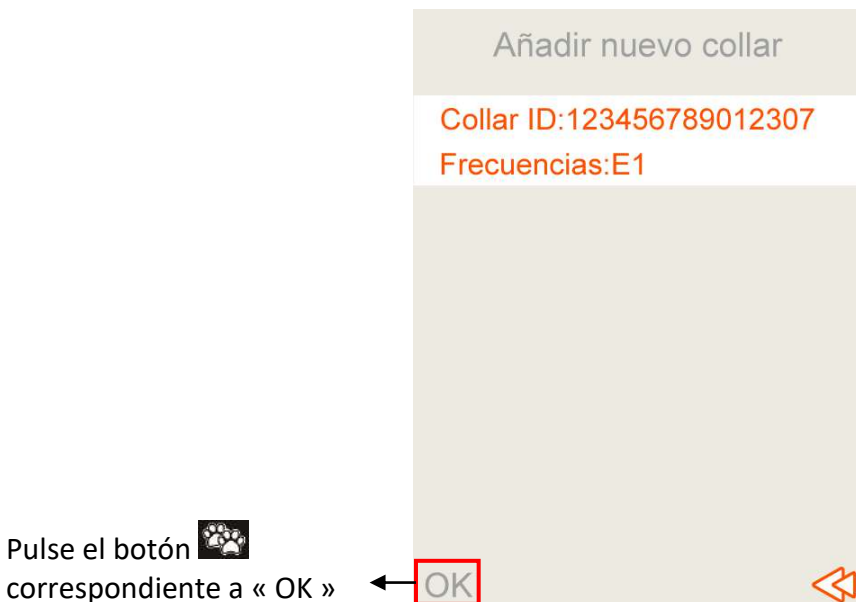 Añadir nuevo collar
Collar ID:123456789012307
Frecuencias:E1
Pulse el botón
correspondiente a « OK »
OK